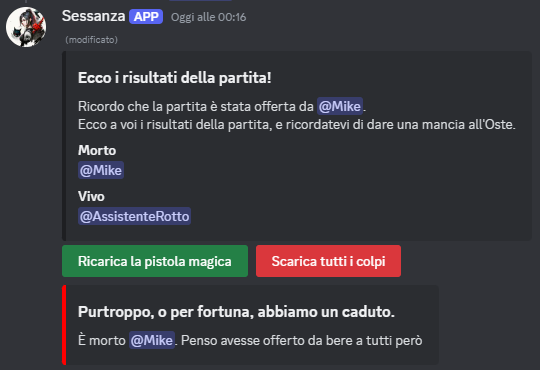 Sessanza APP Oggi alle 00:16
(modificato)
Ecco i risultati della partita!
Ricordo che la partita è stata offerta da @Mike.
Ecco a voi i risultati della partita, e ricordatevi di dare una mancia all'Oste.
Morto
@Mike
Vivo
@AssistenteRotto
Ricarica la pistola magica Scarica tutti i colpi
Purtroppo, o per fortuna, abbiamo un caduto.
È morto @Mike. Penso avesse offerto da bere a tutti però